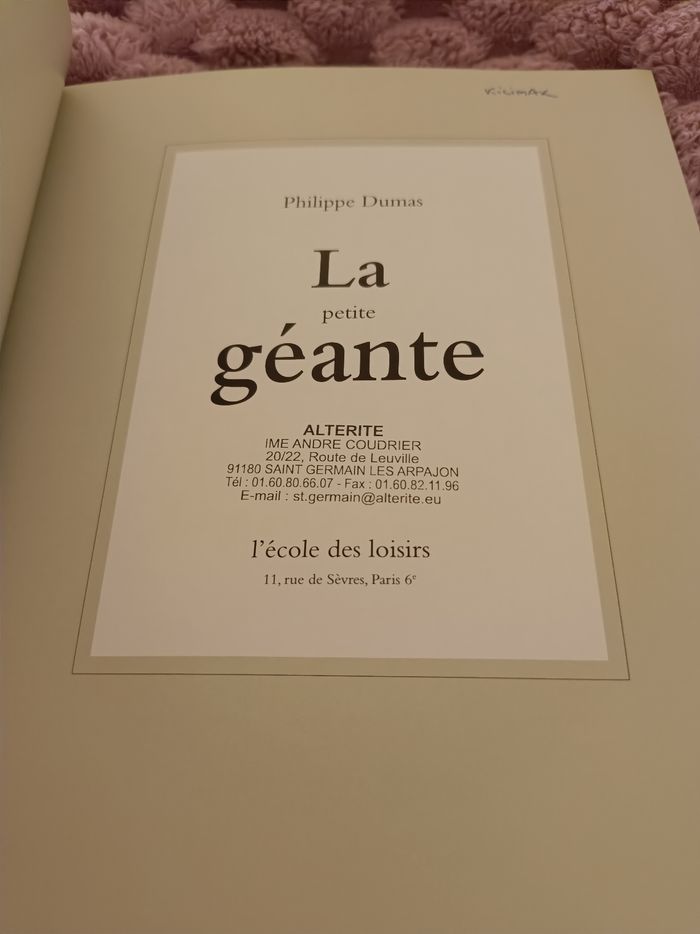 Philippe Dumas
La
petite
géante
ALTERITE
IME ANDRE COUDRIER
20/22, Route de Leuville
91180 SAINT GERMAIN LES ARPAJON
Tél : 01.60.80.66.07 - Fax : 01.60.82.11.96
E-mail : st.germain@alterite.eu
l'école des loisirs
11, rue de Sèvres, Paris 6e